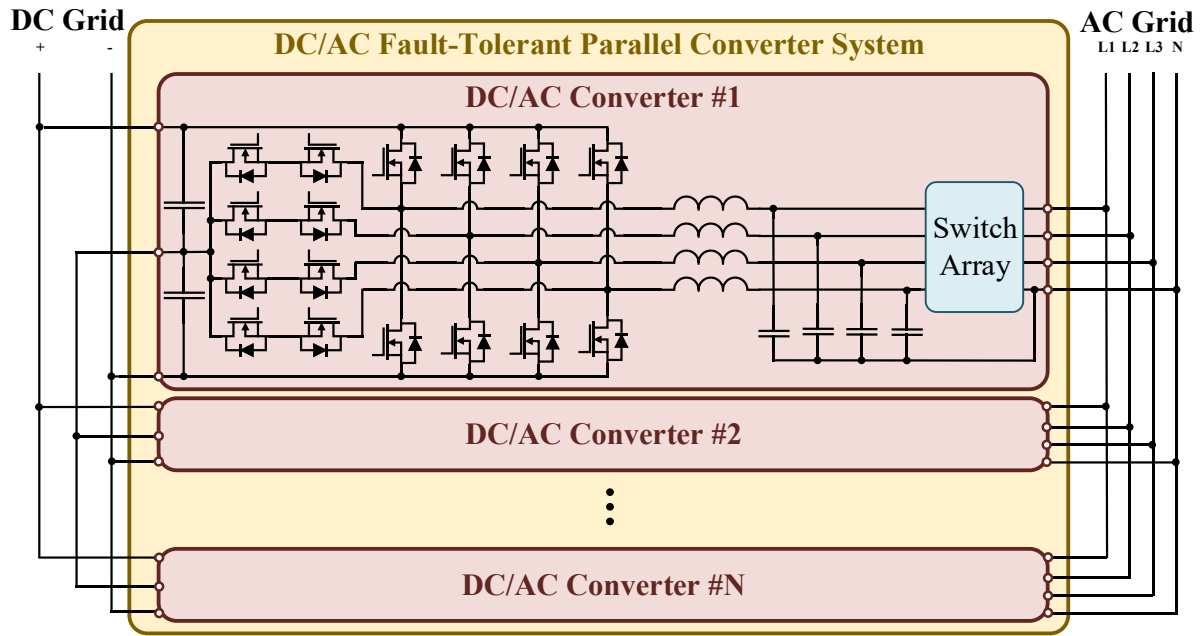 DC Grid
+ -
DC/AC Fault-Tolerant Parallel Converter System
AC Grid
L1 L2 L3 N
DC/AC Converter #1
Switch
Array
DC/AC Converter #2
DC/AC Converter #N